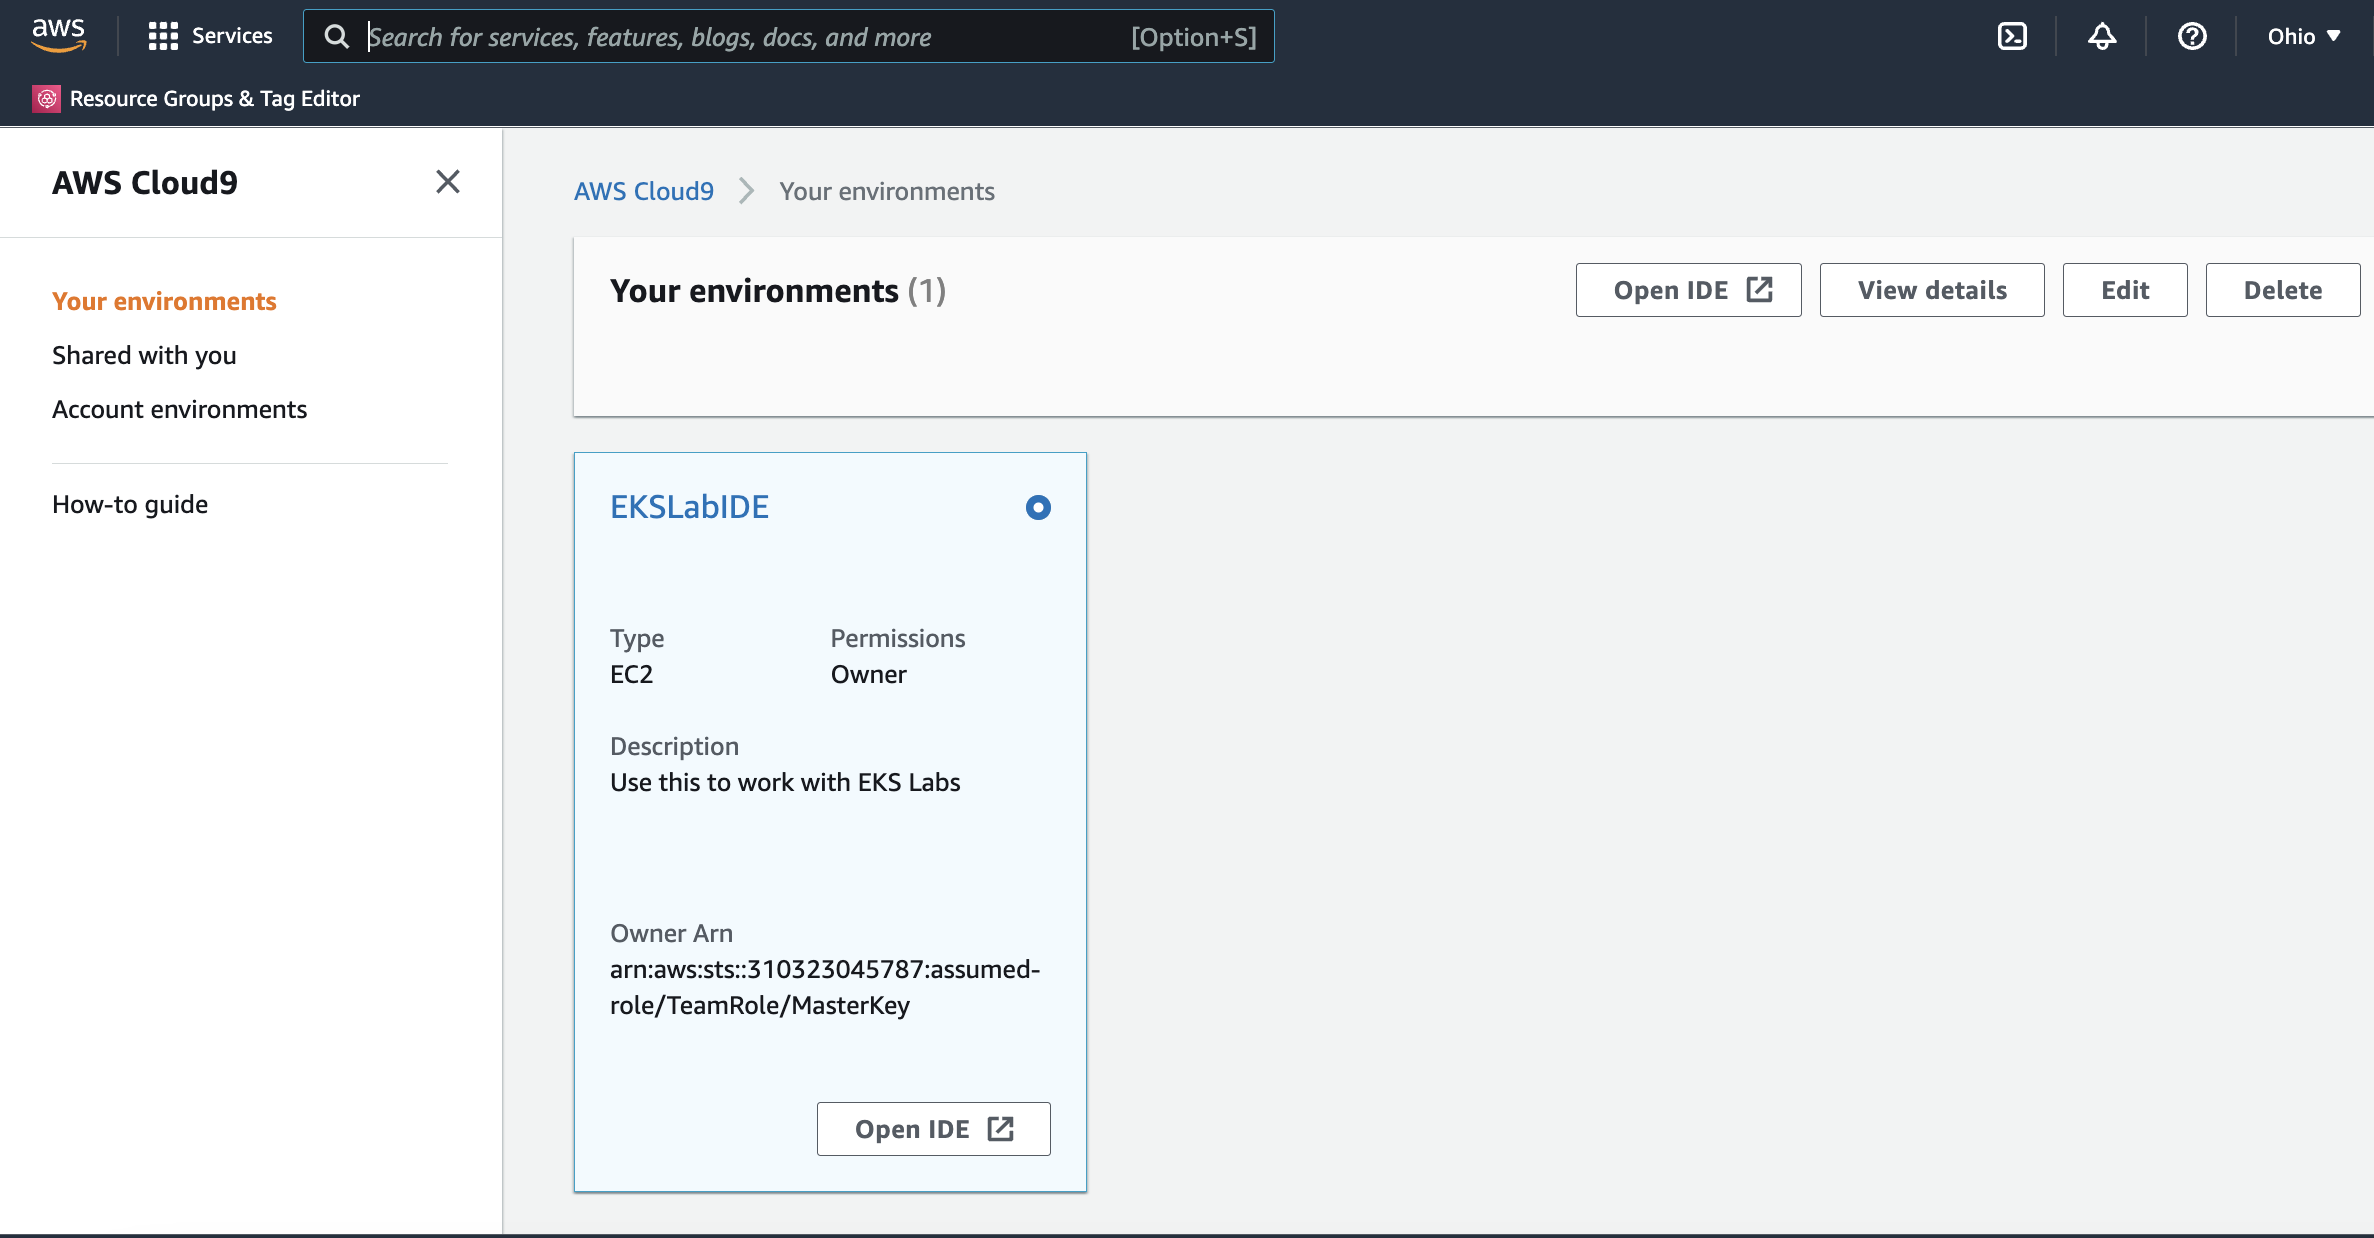 aws
Services
Search for services, features, blogs, docs, and more
[Option+S]
Ohio
Resource Groups & Tag Editor
AWS Cloud9
Your environments
Shared with you
Account environments
How-to guide
AWS Cloud9
Your environments
Your environments (1)
Open IDE
View details
Edit
Delete
EKSLabIDE
Type
EC2
Permissions
Owner
Description
Use this to work with EKS Labs
Owner Arn
arn:aws:sts::310323045787:assumed-
role/TeamRole/MasterKey
Open IDE